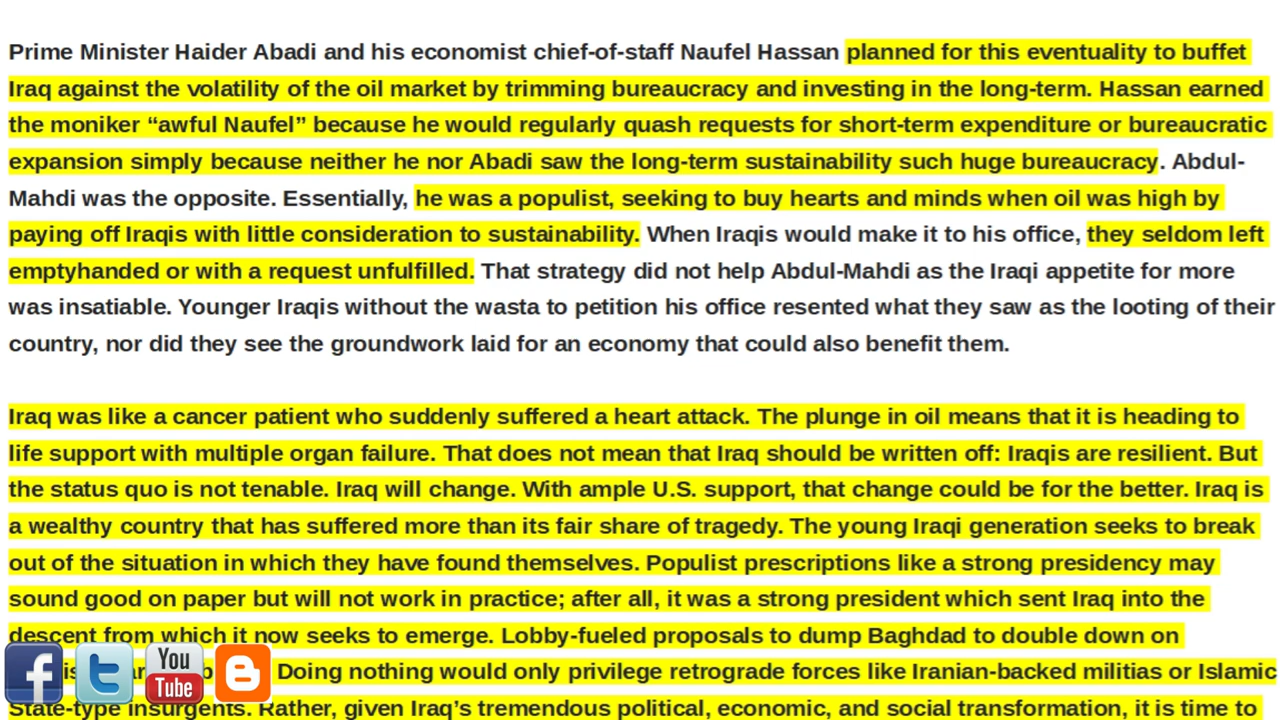 Prime Minister Haider Abadi and his economist chief-of-staff Naufel Hassan planned for this eventuality to buffet
Iraq against the volatility of the oil market by trimming bureaucracy and investing in the long-term. Hassan earned
the moniker “awful Naufel” because he would regularly quash requests for short-term expenditure or bureaucratic
expansion simply because neither he nor Abadi saw the long-term sustainability such huge bureaucracy. Abdul-
Mahdi was the opposite. Essentially, he was a populist, seeking to buy hearts and minds when oil was high by
paying off Iraqis with little consideration to sustainability. When Iraqis would make it to his office, they seldom left
emptyhanded or with a request unfulfilled. That strategy did not help Abdul-Mahdi as the Iraqi appetite for more
was insatiable. Younger Iraqis without the wasta to petition his office resented what they saw as the looting of their
country, nor did they see the groundwork laid for an economy that could also benefit them.
Iraq was like a cancer patient who suddenly suffered a heart attack. The plunge in oil means that it is heading to
life support with multiple organ failure. That does not mean that Iraq should be written off: Iraqis are resilient. But
the status quo is not tenable. Iraq will change. With ample U.S. support, that change could be for the better. Iraq is
a wealthy country that has suffered more than its fair share of tragedy. The young Iraqi generation seeks to break
out of the situation in which they have found themselves. Populist prescriptions like a strong presidency may
sound good on paper but will not work in practice; after all, it was a strong president which sent Iraq into the
descent from which it now seeks to emerge. Lobby-fueled proposals to dump Baghdad to double down on
Doing nothing would only privilege retrograde forces like Iranian-backed militias or Islamic
State-type insurgents. Rather, given Iraq’s tremendous political, economic, and social transformation, it is time to
You
Tube